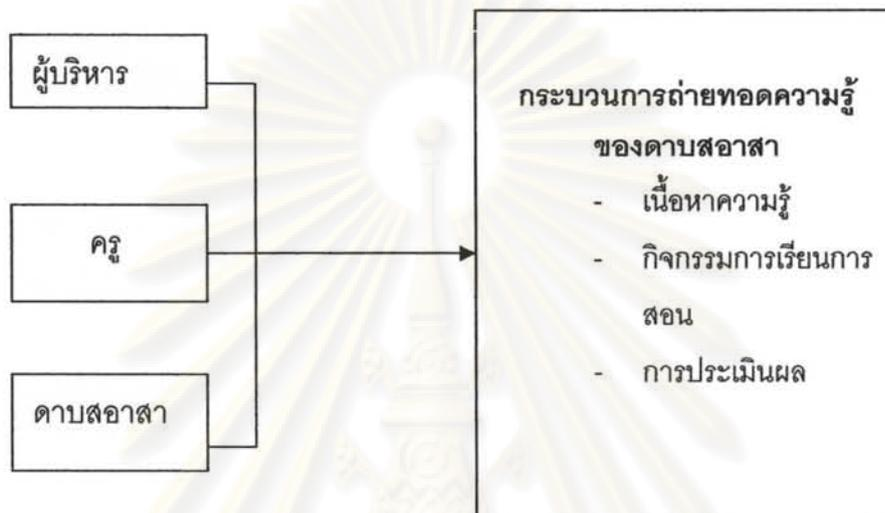 ผู้บริหาร
ครู
ดาบสอาสา
กระบวนการถ่ายทอดความรู้
ของดาบสอาสา
- เนื้อหาความรู้
- กิจกรรมการเรียนการ
สอน
- การประเมินผล